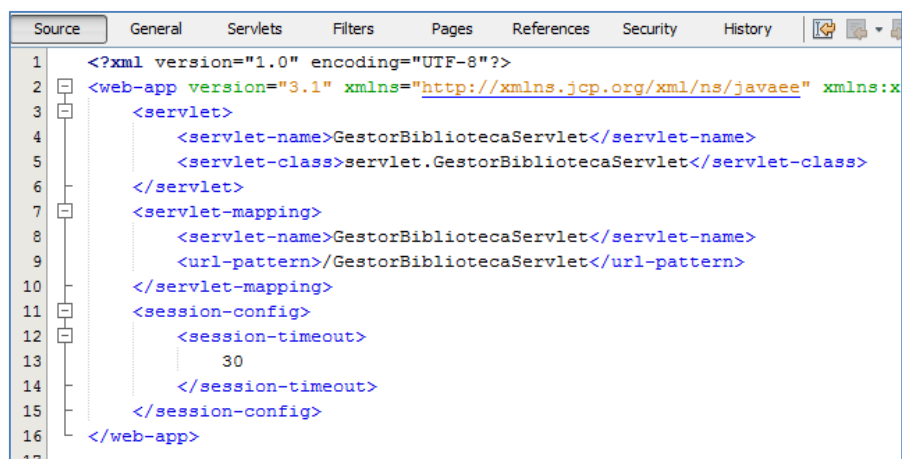 Source General Servlets Filters Pages References Security History
1 <?xml version="1.0" encoding="UTF-8"?>
2 <web-app version="3.1" xmlns="http://xmlns.jcp.org/xml/ns/javaee" xmlns:x
3 <servlet>
4 <servlet-name>GestorBibliotecaServlet</servlet-name>
5 <servlet-class>servlet.GestorBibliotecaServlet</servlet-class>
6 </servlet>
7 <servlet-mapping>
8 <servlet-name>GestorBibliotecaServlet</servlet-name>
9 <url-pattern>/GestorBibliotecaServlet</url-pattern>
10 </servlet-mapping>
11 <session-config>
12 <session-timeout>
13 30
14 </session-timeout>
15 </session-config>
16 </web-app>
17